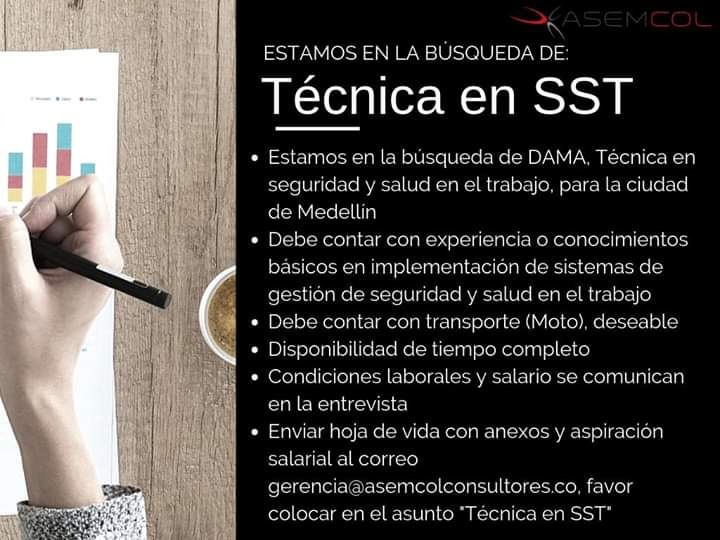 ASEMCOL
ESTAMOS EN LA BÚSQUEDA DE:
Técnica en SST
• Estamos en la búsqueda de DAMA, Técnica en
seguridad y salud en el trabajo, para la ciudad
de Medellín
• Debe contar con experiencia o conocimientos
básicos en implementación de sistemas de
gestión de seguridad y salud en el trabajo
• Debe contar con transporte (Moto), deseable
• Disponibilidad de tiempo completo
• Condiciones laborales y salario se comunican
en la entrevista
• Enviar hoja de vida con anexos y aspiración
salarial al correo
gerencia@asemcolconsultores.co, favor
colocar en el asunto "Técnica en SST"